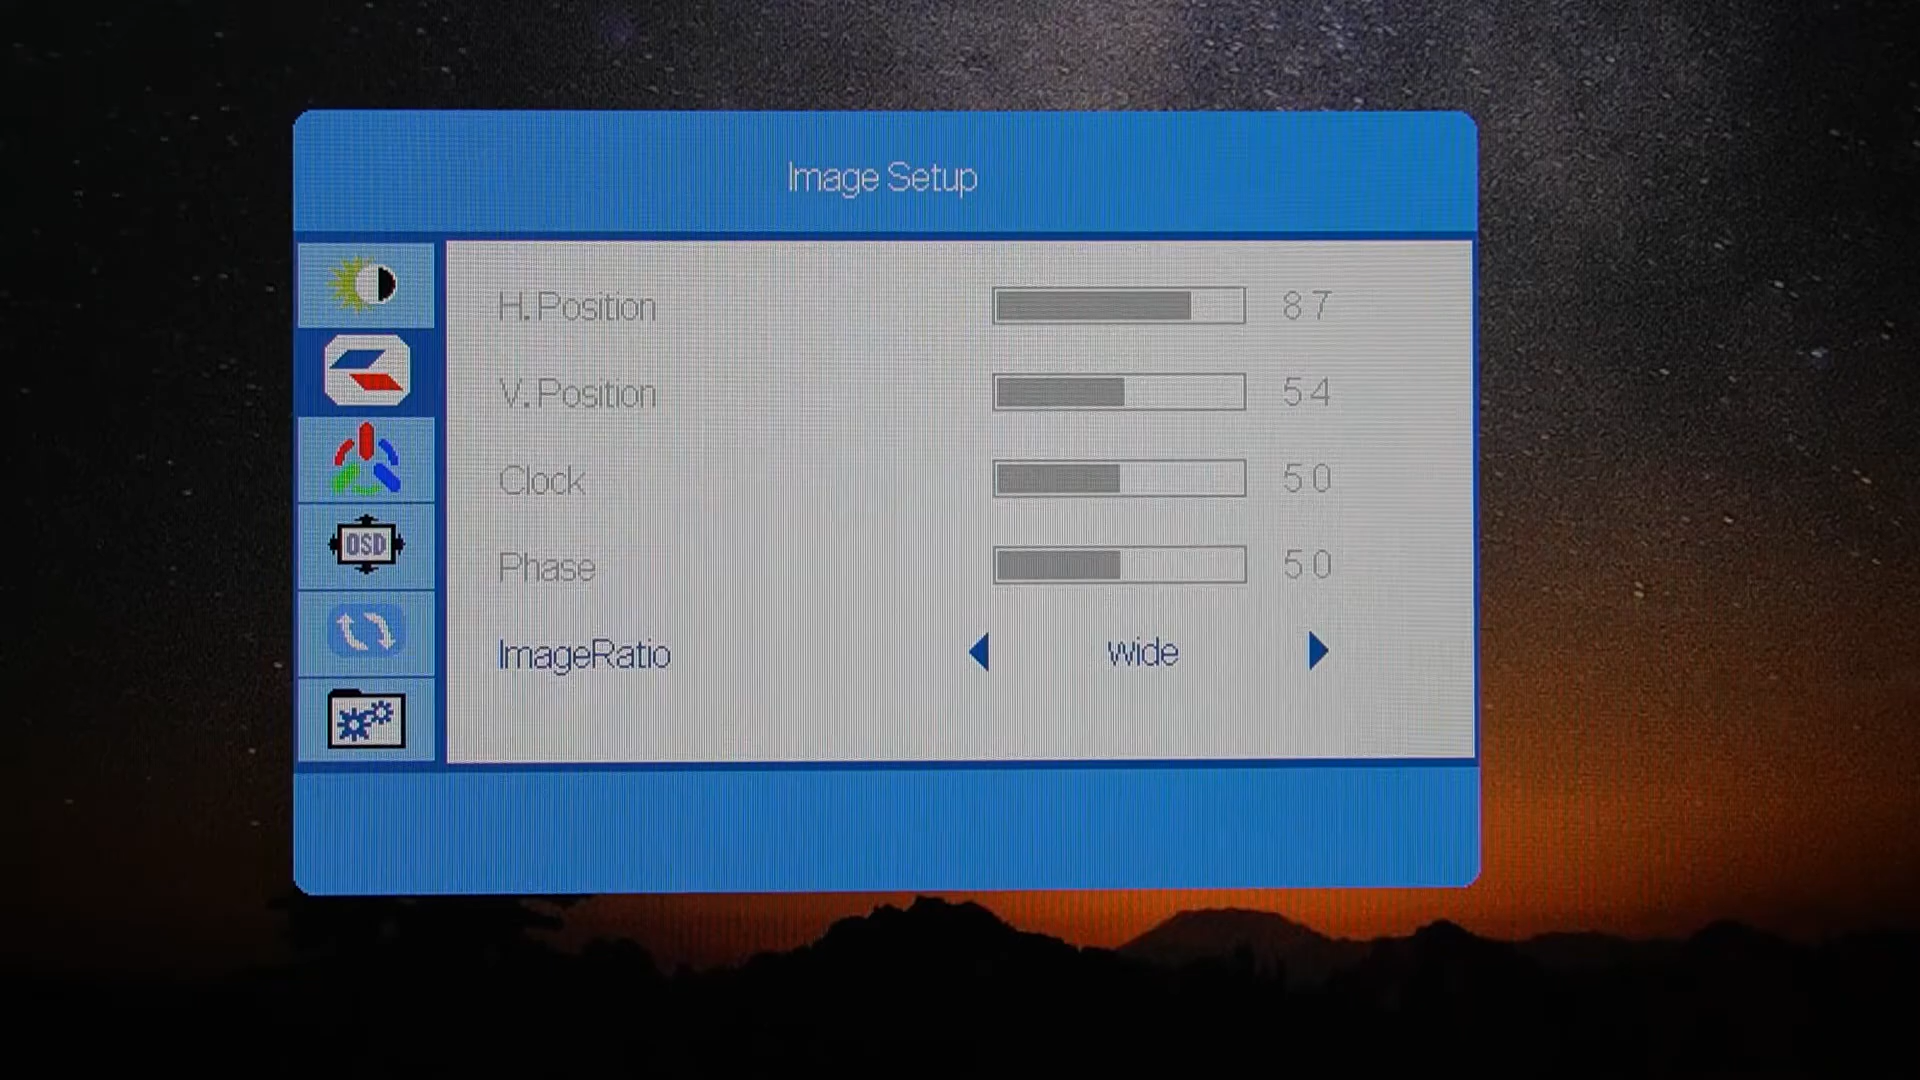 Image Setup
H.Position 87
V.Position 54
Clock 50
Phase 50
OSD
ImageRatio Wide